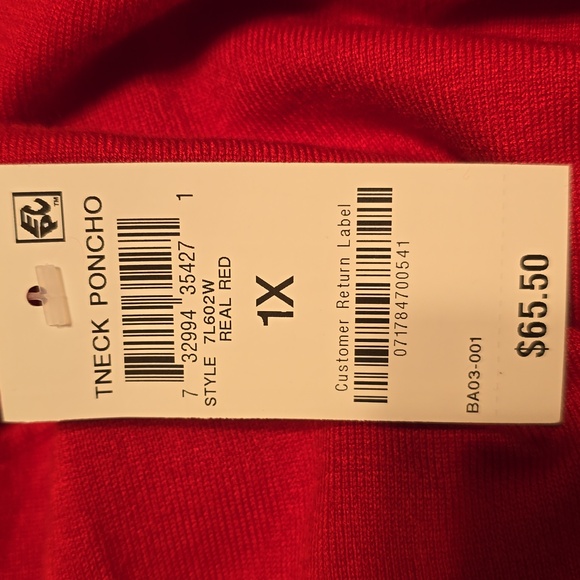 EPC™
TNECK PONCHO
7 32994 35427 1
STYLE 7L602W
REAL RED
1X
Customer Return Label
071784700541
BA03-001
$65.50